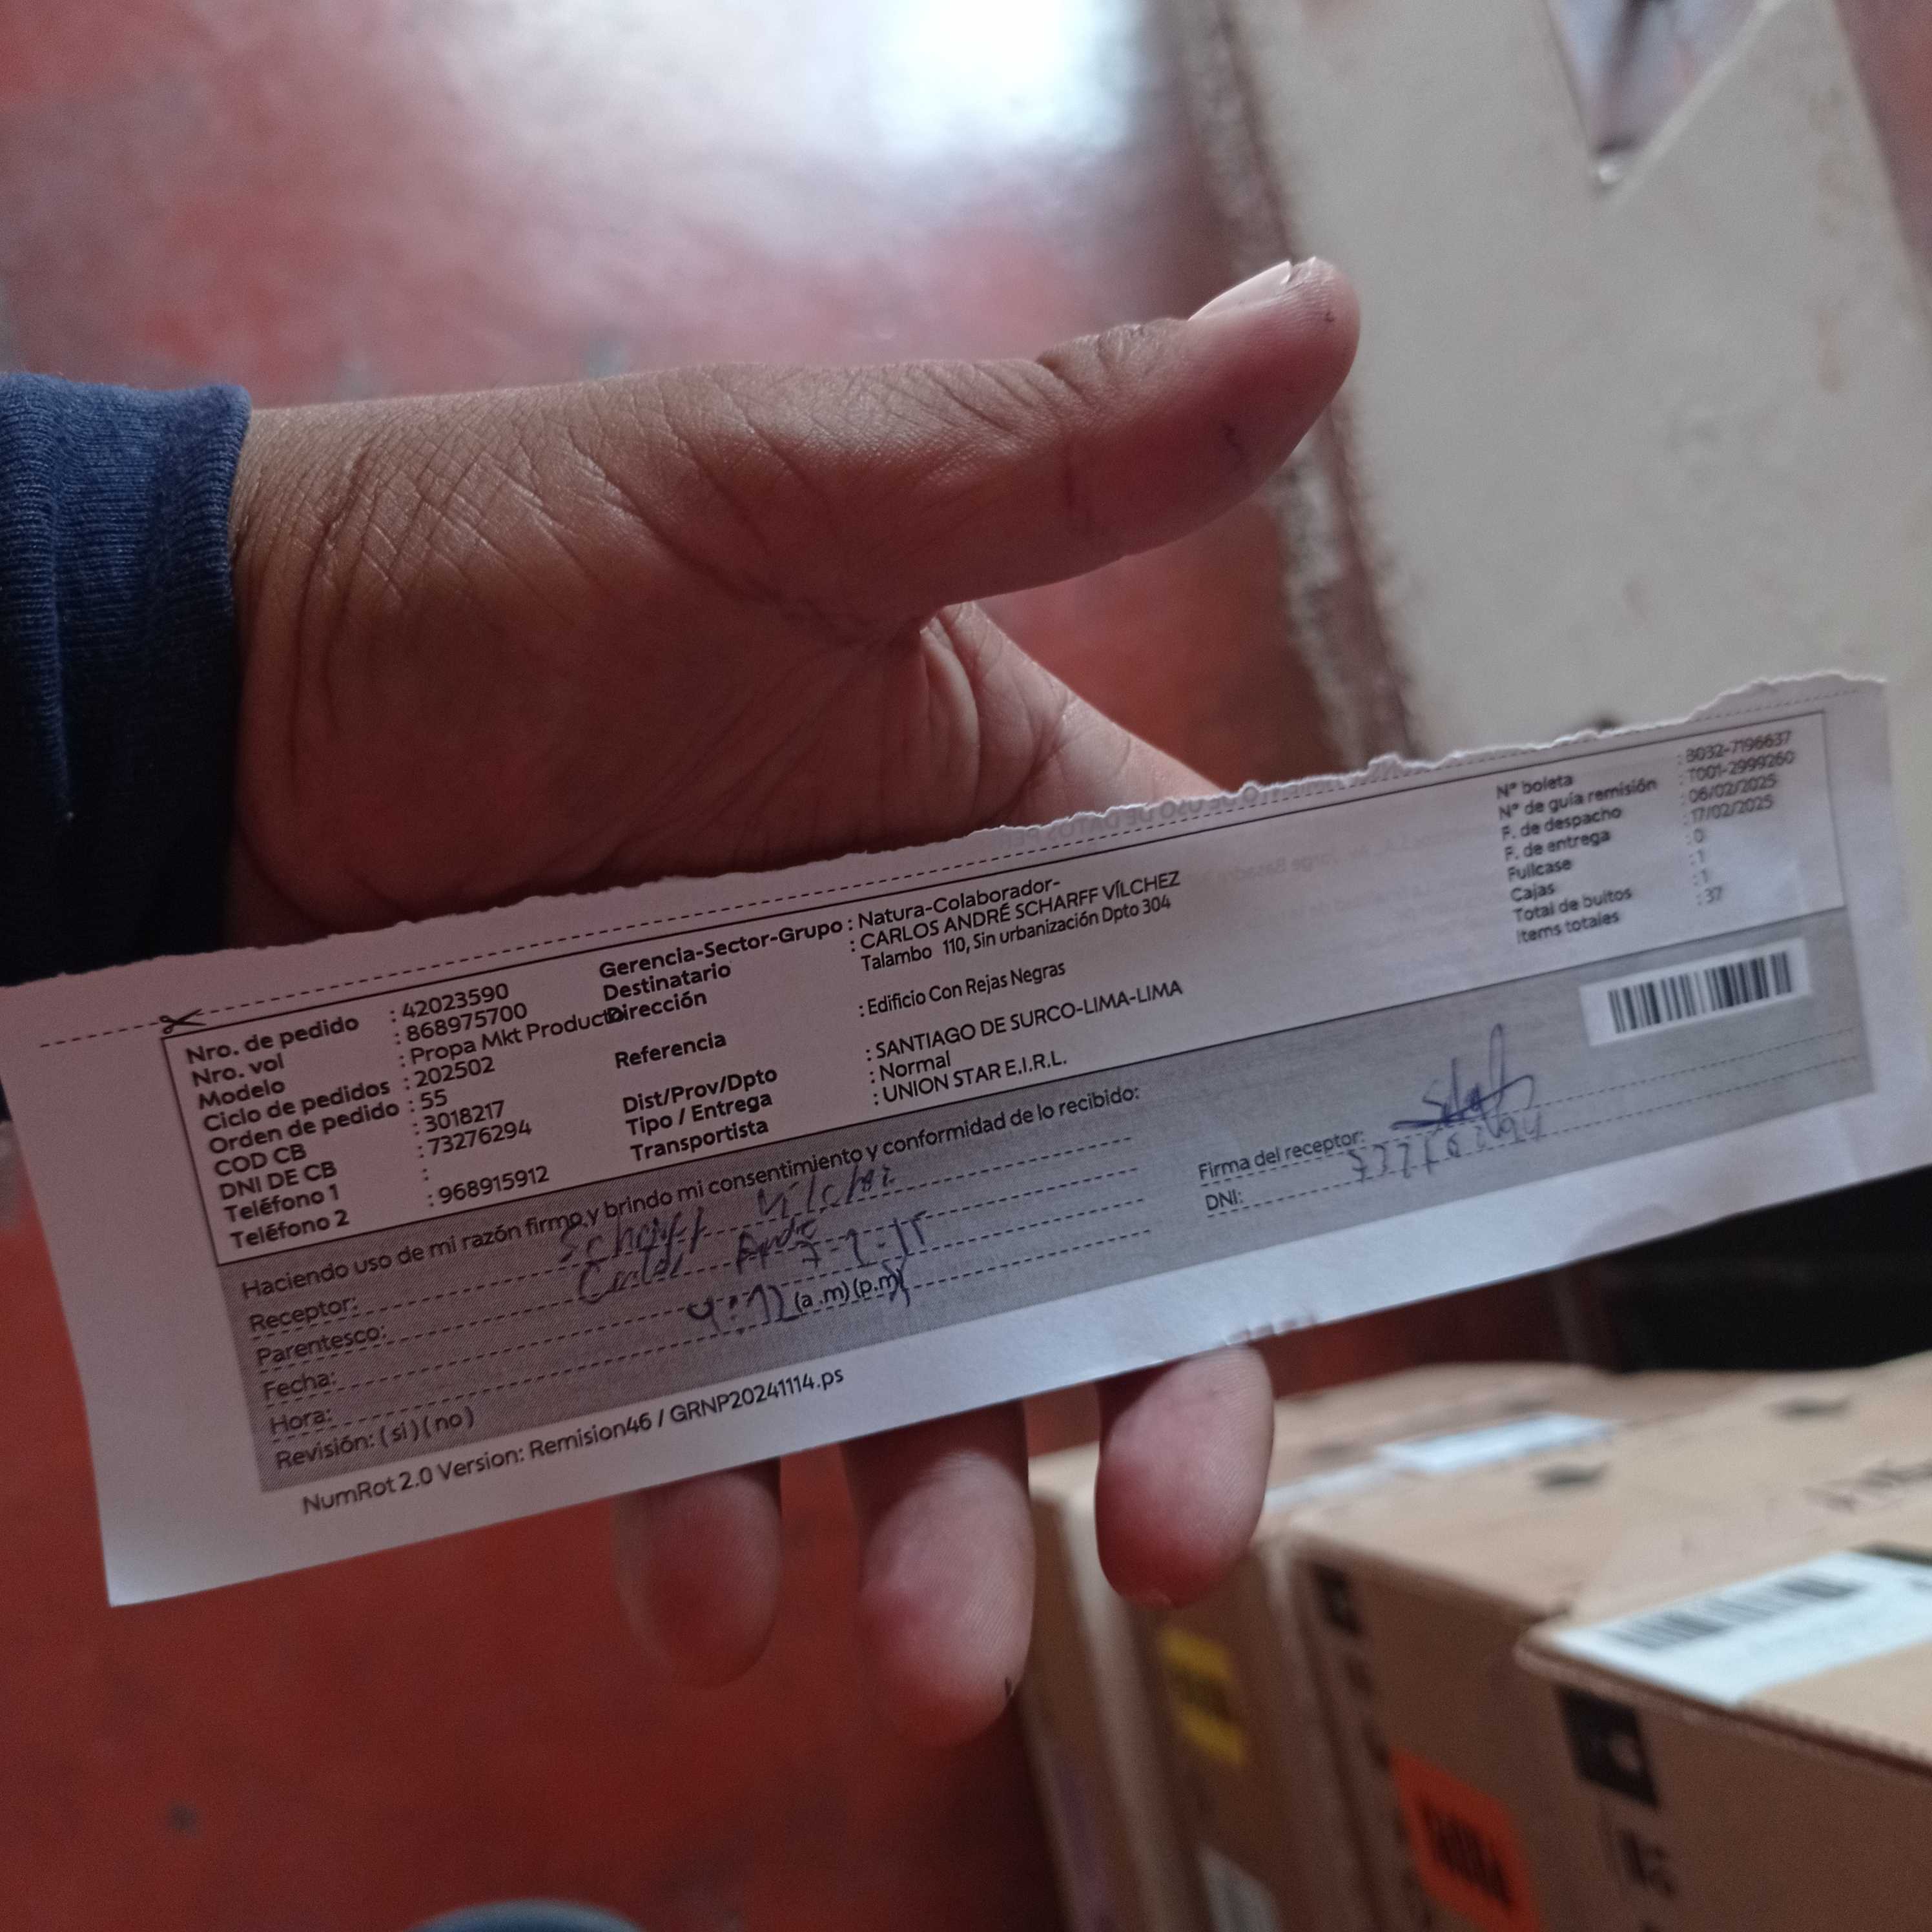 Nro. de pedido : 42023590
Nro. vol : 868975700
Modelo : Propa Mkt Producto
Ciclo de pedidos : 202502
Orden de pedido : 55
COD CB : 3018217
DNI DE CB : 73276294
Teléfono 1 :
Teléfono 2 : 968915912
Gerencia-Sector-Grupo : Natura-Colaborador-
Destinatario : CARLOS ANDRÉ SCHARFF VÍLCHEZ
Dirección Talambo 110, Sin urbanización Dpto 304
Referencia : Edificio Con Rejas Negras
Dist/Prov/Dpto : SANTIAGO DE SURCO-LIMA-LIMA
Tipo / Entrega : Normal
Transportista : UNION STAR E.I.R.L.
N° boleta : B032-7196637
N° de guía remisión : T001-2999260
F. de despacho : 06/02/2025
F. de entrega : 17/02/2025
Fullcase : 0
Cajas : 1
Total de bultos : 1
Items totales : 37
Haciendo uso de mi razón firmo y brindo mi consentimiento y conformidad de lo recibido:
Receptor: Scharff
Parentesco:
Fecha:
Hora: 4:12 (a.m) (p.m)
Revisión: ( si ) ( no )
Firma del receptor:
DNI:
NumRot 2.0 Version: Remision46 / GRNP20241114.ps